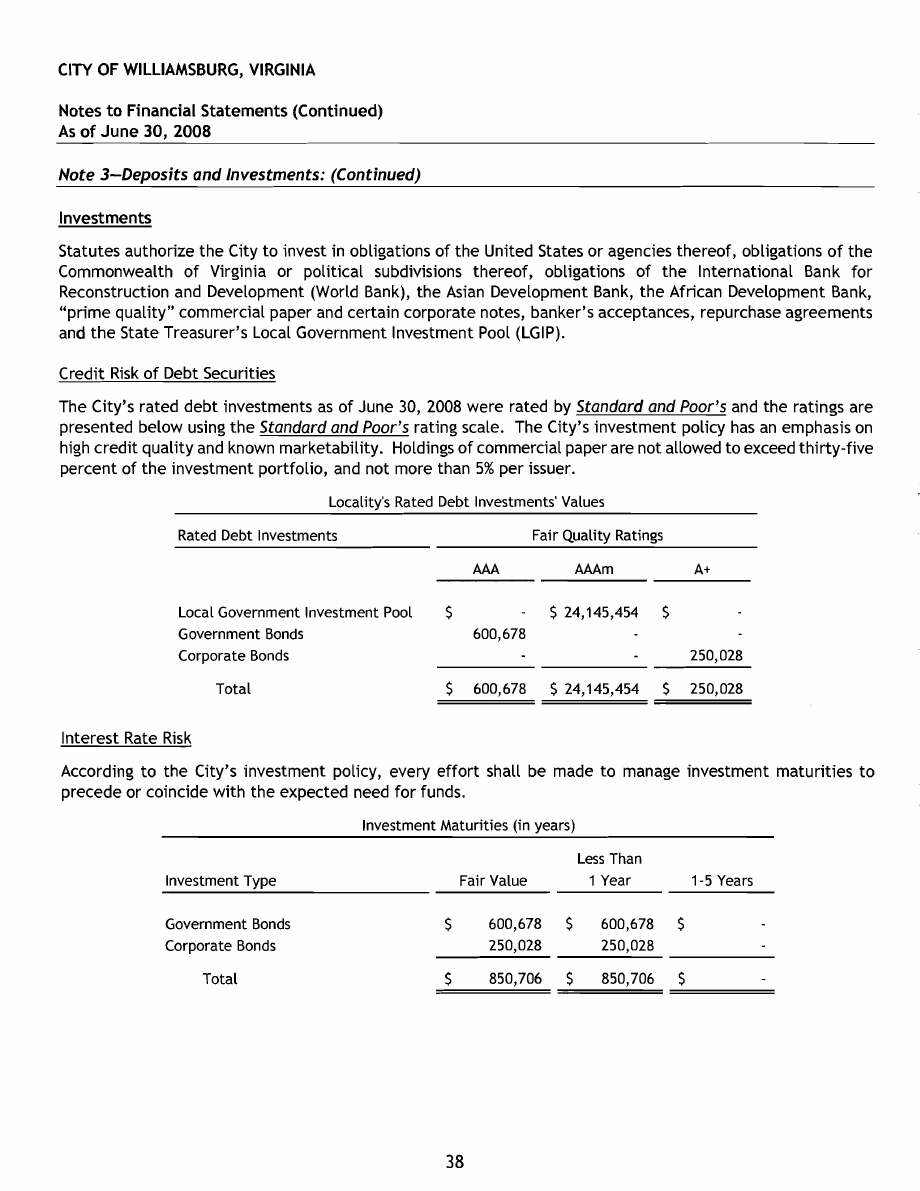 CITY OF WILLIAMSBURG, VIRGINIA
Notes to Financial Statements (Continued)
As of June 30, 2008
Note 3—Deposits and Investments: (Continued)
Investments
Statutes authorize the City to invest in obligations of the United States or agencies thereof, obligations of the
Commonwealth of Virginia or political subdivisions thereof, obligations of the International Bank for
Reconstruction and Development (World Bank), the Asian Development Bank, the African Development Bank,
“prime quality” commercial paper and certain corporate notes, banker’s acceptances, repurchase agreements
and the State Treasurer’s Local Government Investment Pool (LGIP).
Credit Risk of Debt Securities
The City’s rated debt investments as of June 30, 2008 were rated by Standard and Poor’s and the ratings are
presented below using the Standard and Poor’s rating scale. The City’s investment policy has an emphasis on
high credit quality and known marketability. Holdings of commercial paper are not allowed to exceed thirty-five
percent of the investment portfolio, and not more than 5% per issuer.
Locality's Rated Debt Investments' Values
Rated Debt Investments Fair Quality Ratings
AAA AAAm A+
Local Government Investment Pool $ - $ 24,145,454 $ -
Government Bonds 600,678 - -
Corporate Bonds - - 250,028
Total $ 600,678 $ 24,145,454 $ 250,028
Interest Rate Risk
According to the City’s investment policy, every effort shall be made to manage investment maturities to
precede or coincide with the expected need for funds.
Investment Maturities (in years)
Less Than
Investment Type Fair Value 1 Year 1-5 Years
Government Bonds $ 600,678 $ 600,678 $ -
Corporate Bonds 250,028 250,028 -
Total $ 850,706 $ 850,706 $ -
38